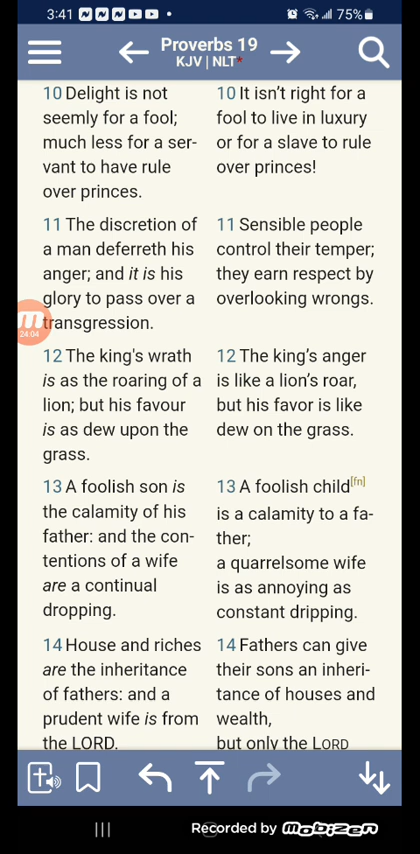 3:41
75%
Proverbs 19
KJV | NLT*
10 Delight is not
seemly for a fool;
much less for a ser-
vant to have rule
over princes.
11 The discretion of
a man deferreth his
anger; and it is his
glory to pass over a
transgression.
12 The king's wrath
is as the roaring of a
lion; but his favour
is as dew upon the
grass.
13 A foolish son is
the calamity of his
father: and the con-
tentions of a wife
are a continual
dropping.
14 House and riches
are the inheritance
of fathers: and a
prudent wife is from
the LORD.
10 It isn’t right for a
fool to live in luxury
or for a slave to rule
over princes!
11 Sensible people
control their temper;
they earn respect by
overlooking wrongs.
12 The king’s anger
is like a lion’s roar,
but his favor is like
dew on the grass.
13 A foolish child[fn]
is a calamity to a fa-
ther;
a quarrelsome wife
is as annoying as
constant dripping.
14 Fathers can give
their sons an inheri-
tance of houses and
wealth,
but only the LORD
m
24:04
Recorded by Mobizen